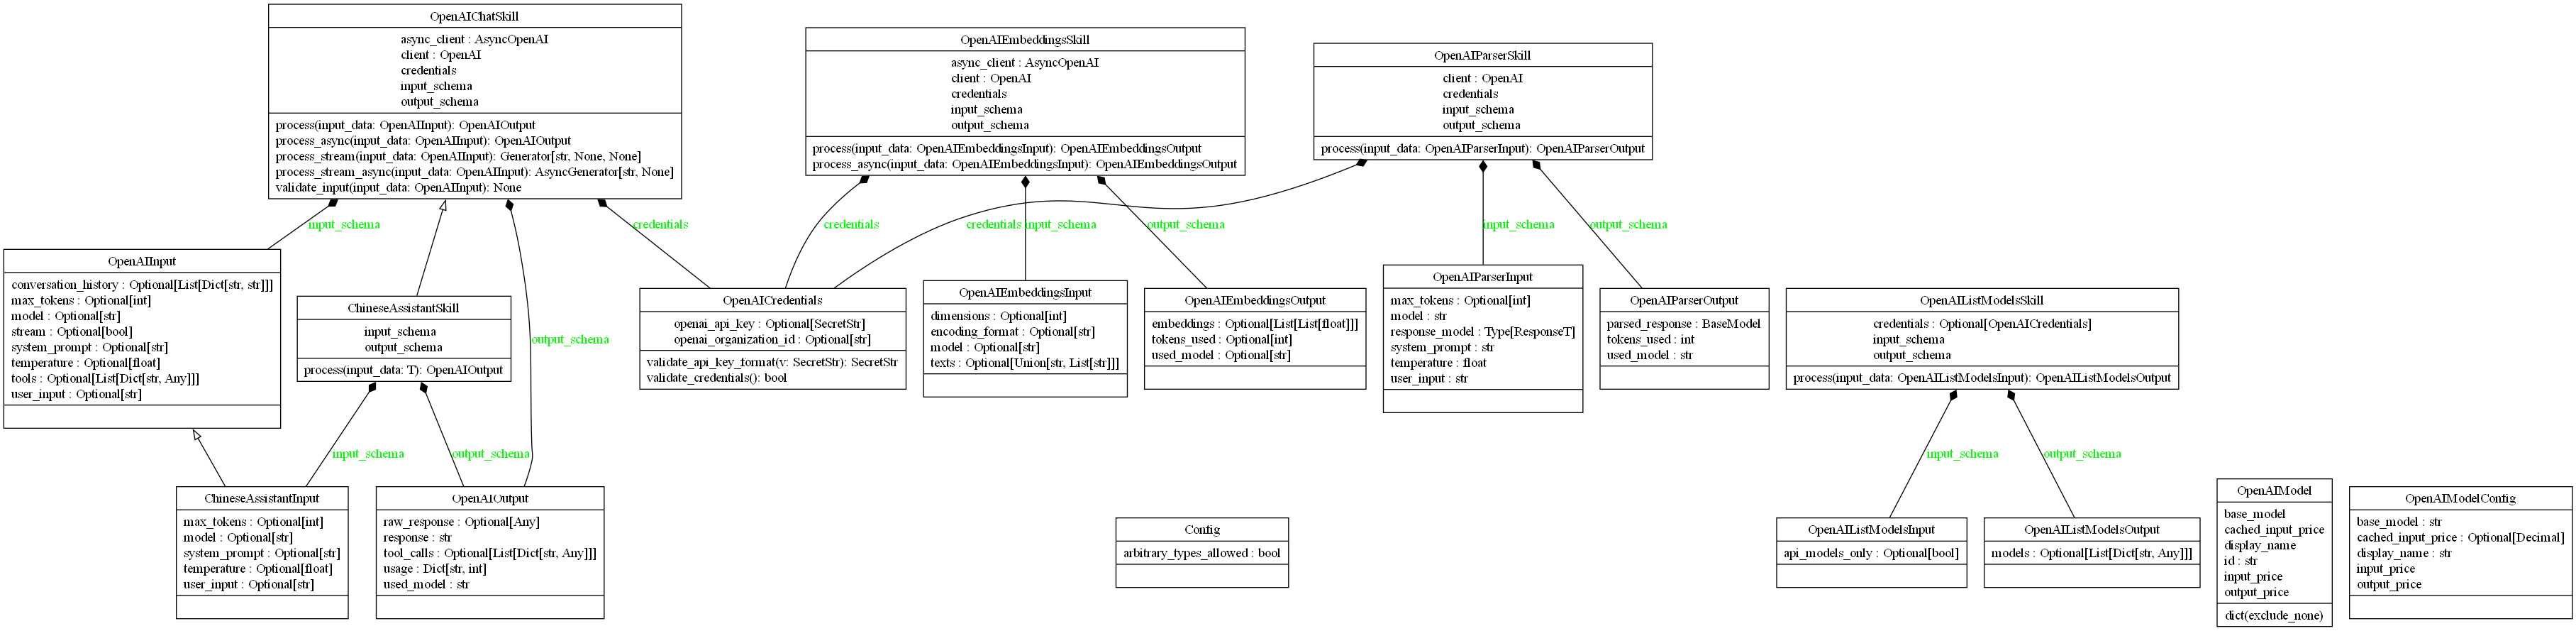 OpenAIChatSkill
async_client : AsyncOpenAI
client : OpenAI
credentials
input_schema
output_schema
process(input_data: OpenAIInput): OpenAIOutput
process_async(input_data: OpenAIInput): OpenAIOutput
process_stream(input_data: OpenAIInput): Generator[str, None, None]
process_stream_async(input_data: OpenAIInput): AsyncGenerator[str, None]
validate_input(input_data: OpenAIInput): None
OpenAIEmbeddingsSkill
async_client : AsyncOpenAI
client : OpenAI
credentials
input_schema
output_schema
process(input_data: OpenAIEmbeddingsInput): OpenAIEmbeddingsOutput
process_async(input_data: OpenAIEmbeddingsInput): OpenAIEmbeddingsOutput
OpenAIParserSkill
client : OpenAI
credentials
input_schema
output_schema
process(input_data: OpenAIParserInput): OpenAIParserOutput
input_schema
output_schema
credentials
credentials
credentials
input_schema
output_schema
input_schema
output_schema
OpenAIInput
conversation_history : Optional[List[Dict[str, str]]]
max_tokens : Optional[int]
model : Optional[str]
stream : Optional[bool]
system_prompt : Optional[str]
temperature : Optional[float]
tools : Optional[List[Dict[str, Any]]]
user_input : Optional[str]
ChineseAssistantSkill
input_schema
output_schema
process(input_data: T): OpenAIOutput
OpenAICredentials
openai_api_key : Optional[SecretStr]
openai_organization_id : Optional[str]
validate_api_key_format(v: SecretStr): SecretStr
validate_credentials(): bool
OpenAIEmbeddingsInput
dimensions : Optional[int]
encoding_format : Optional[str]
model : Optional[str]
texts : Optional[Union[str, List[str]]]
OpenAIEmbeddingsOutput
embeddings : Optional[List[List[float]]]
tokens_used : Optional[int]
used_model : Optional[str]
OpenAIParserInput
max_tokens : Optional[int]
model : str
response_model : Type[ResponseT]
system_prompt : str
temperature : float
user_input : str
OpenAIParserOutput
parsed_response : BaseModel
tokens_used : int
used_model : str
OpenAIListModelsSkill
credentials : Optional[OpenAICredentials]
input_schema
output_schema
process(input_data: OpenAIListModelsInput): OpenAIListModelsOutput
input_schema
output_schema
input_schema
output_schema
ChineseAssistantInput
max_tokens : Optional[int]
model : Optional[str]
system_prompt : Optional[str]
temperature : Optional[float]
user_input : Optional[str]
OpenAIOutput
raw_response : Optional[Any]
response : str
tool_calls : Optional[List[Dict[str, Any]]]
usage : Dict[str, int]
used_model : str
Config
arbitrary_types_allowed : bool
OpenAIListModelsInput
api_models_only : Optional[bool]
OpenAIListModelsOutput
models : Optional[List[Dict[str, Any]]]
OpenAIModel
base_model
cached_input_price
display_name
id : str
input_price
output_price
dict(exclude_none)
OpenAIModelConfig
base_model : str
cached_input_price : Optional[Decimal]
display_name : str
input_price
output_price